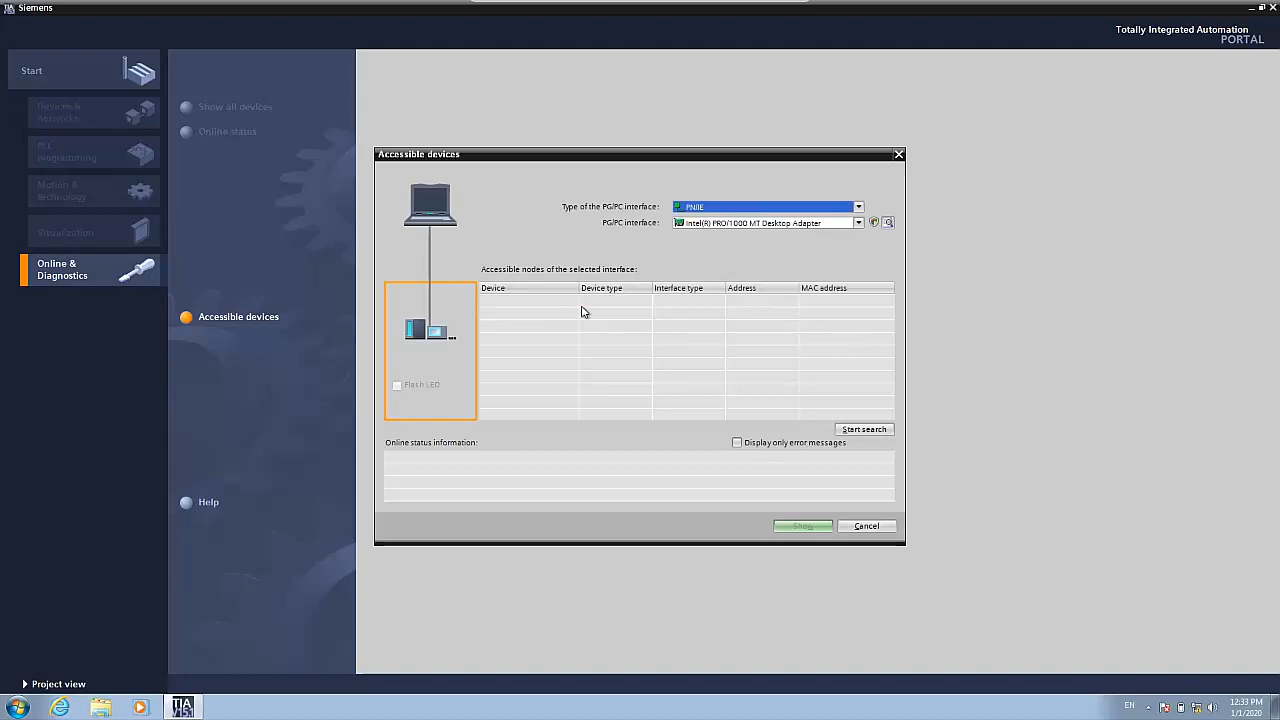 Siemens
Totally Integrated Automation
PORTAL
Start
Devices &
networks
PLL
programming
Motion &
technology
Visualization
Online &
Diagnostics
Show all devices
Online status
Accessible devices
Help
Accessible devices
Type of the PG/PC interface:
PN/IE
PG/PC interface:
Intel(R) PRO/1000 MT Desktop Adapter
Accessible nodes of the selected interface:
Device
Device type
Interface type
Address
MAC address
Flash LED
Start search
Online status information:
Display only error messages
Show
Cancel
Project view
TIA
V15.1
EN
12:33 PM
1/1/2020